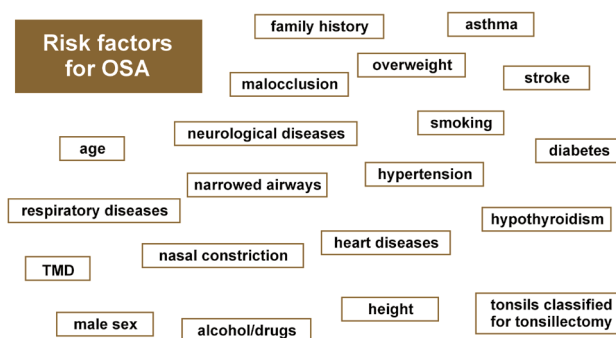 Risk factors
for OSA
family history
asthma
overweight
malocclusion
stroke
smoking
neurological diseases
age
diabetes
hypertension
narrowed airways
respiratory diseases
hypothyroidism
heart diseases
nasal constriction
TMD
height
tonsils classified
for tonsillectomy
male sex
alcohol/drugs